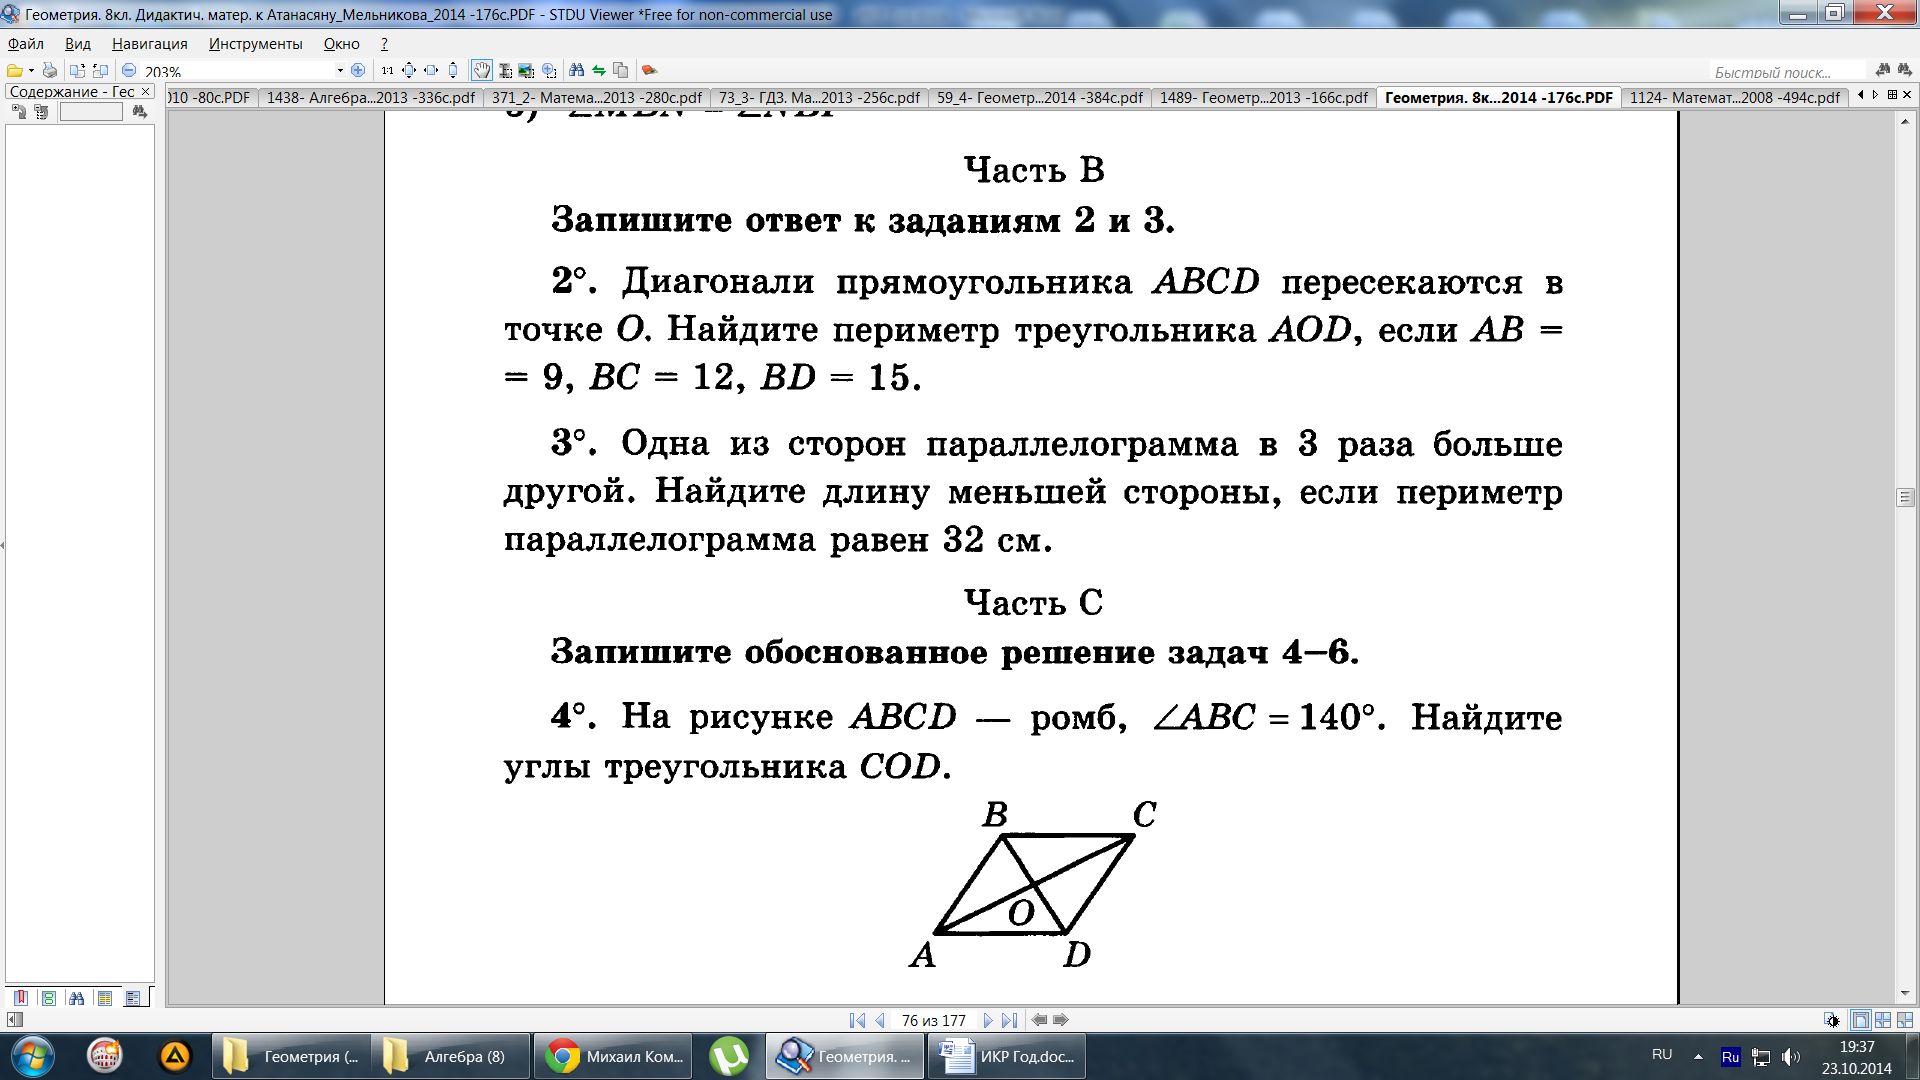 Геометрия. 8кл. Дидактич. матер. к Атанасяну_Мельникова_2014 -176с.PDF - STDU Viewer *Free for non-commercial use
Файл Вид Навигация Инструменты Окно ?
203% 1:1 Быстрый поиск...
Содержание - Гес
010 -80с.PDF 1438- Алгебра...2013 -336с.pdf 371_2- Матема...2013 -280с.pdf 73_3- ГДЗ. Ма...2013 -256с.pdf 59_4- Геометр...2014 -384с.pdf 1489- Геометр...2013 -166с.pdf Геометрия. 8к...2014 -176с.PDF 1124- Математ...2008 -494с.pdf
Часть В
Запишите ответ к заданиям 2 и 3.
2°. Диагонали прямоугольника ABCD пересекаются в
точке O. Найдите периметр треугольника AOD, если AB =
= 9, BC = 12, BD = 15.
3°. Одна из сторон параллелограмма в 3 раза больше
другой. Найдите длину меньшей стороны, если периметр
параллелограмма равен 32 см.
Часть С
Запишите обоснованное решение задач 4—6.
4°. На рисунке ABCD — ромб, ∠ABC = 140°. Найдите
углы треугольника COD.
B C
O
A D
76 из 177
Геометрия (... Алгебра (8) Михаил Ком... Геометрия. ... ИКР Год.doc...
RU Ru 19:37
23.10.2014